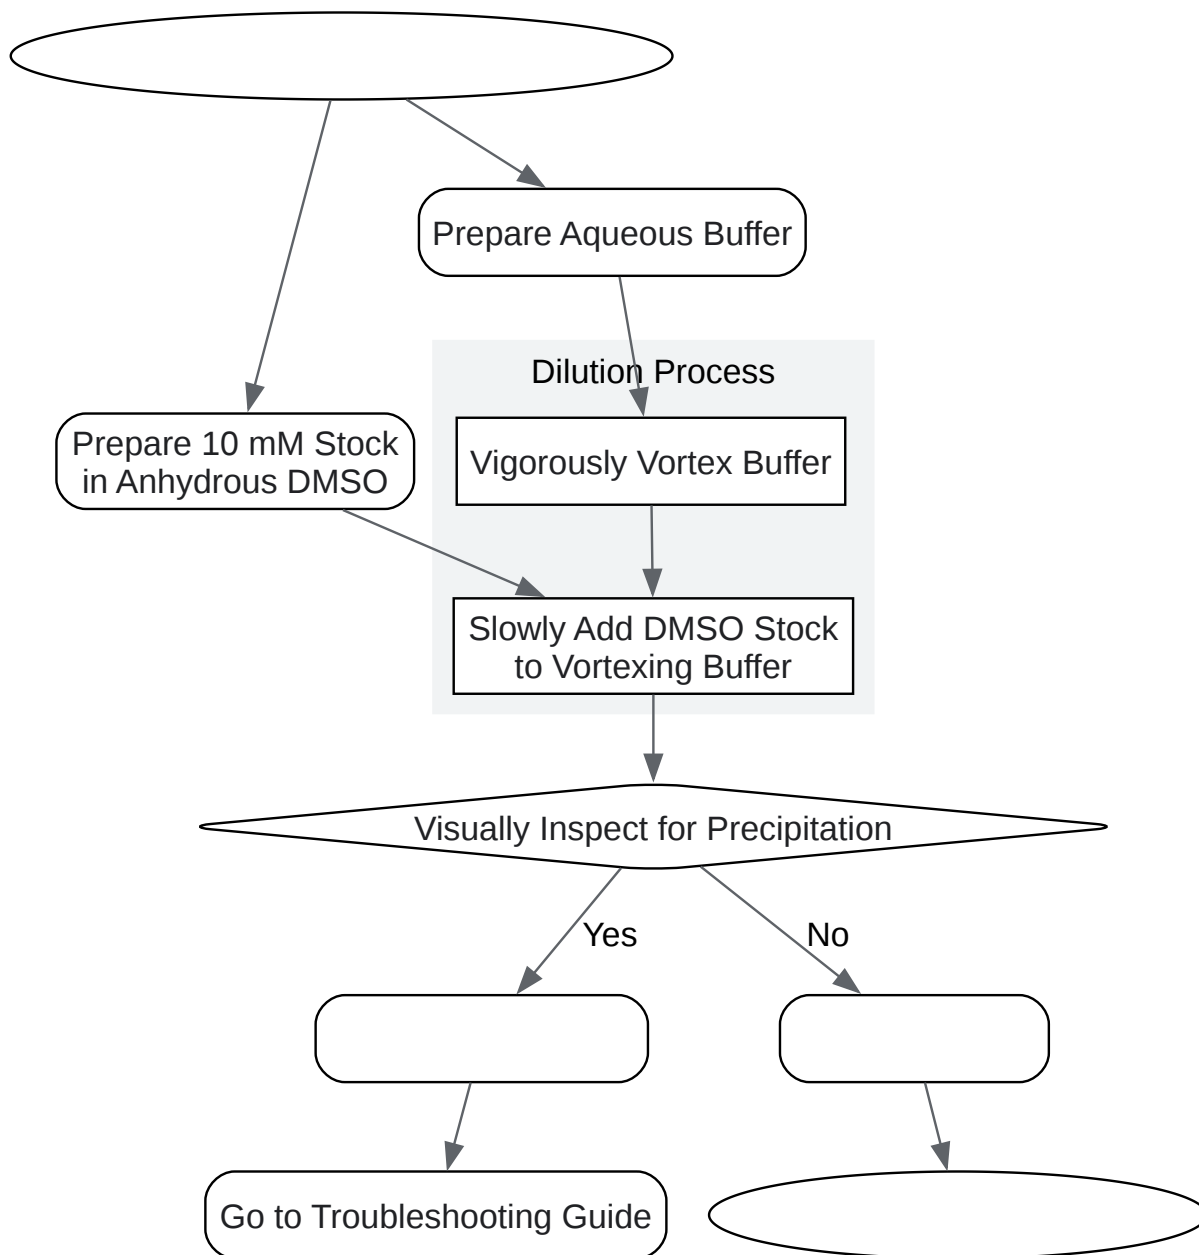 Prepare Aqueous Buffer
Dilution Process
Prepare 10 mM Stock
in Anhydrous DMSO
Vigorously Vortex Buffer
Slowly Add DMSO Stock
to Vortexing Buffer
Visually Inspect for Precipitation
Yes
No
Go to Troubleshooting Guide